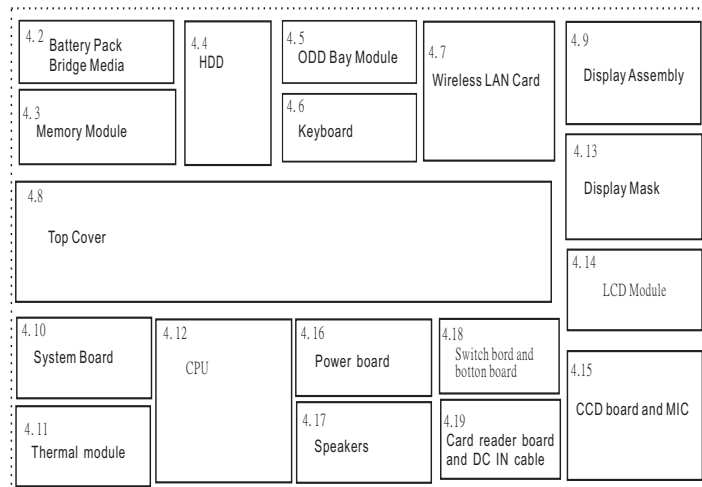 4.2 Battery Pack
Bridge Media
4.3
Memory Module
4.4
HDD
4.5
ODD Bay Module
4.6
Keyboard
4.7
Wireless LAN Card
4.9
Display Assembly
4.13
Display Mask
4.8
Top Cover
4.14
LCD Module
4.10
System Board
4.11
Thermal module
4.12
CPU
4.16
Power board
4.17
Speakers
4.18
Switch bord and
botton board
4.19
Card reader board
and DC IN cable
4.15
CCD board and MIC